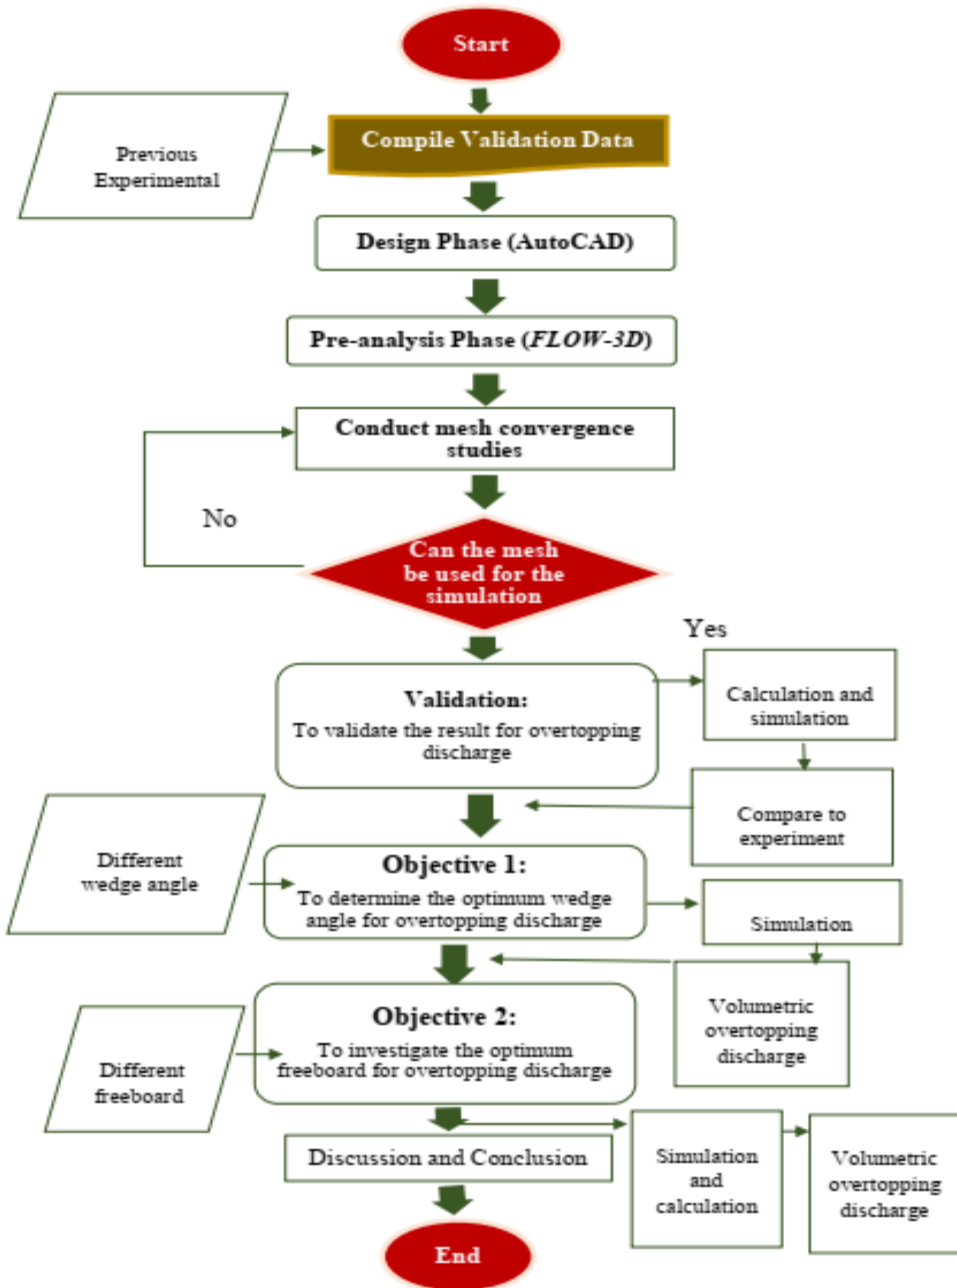 Start
Compile Validation Data
Previous
Experimental
Design Phase (AutoCAD)
Pre-analysis Phase (FLOW-3D)
Conduct mesh convergence
studies
No
Can the mesh
be used for the
simulation
Yes
Validation:
To validate the result for overtopping
discharge
Calculation and
simulation
Compare to
experiment
Different
wedge angle
Objective 1:
To determine the optimum wedge
angle for overtopping discharge
Simulation
Volumetric
overtopping
discharge
Objective 2:
To investigate the optimum
freeboard for overtopping discharge
Different
freeboard
Discussion and Conclusion
Simulation
and
calculation
Volumetric
overtopping
discharge
End